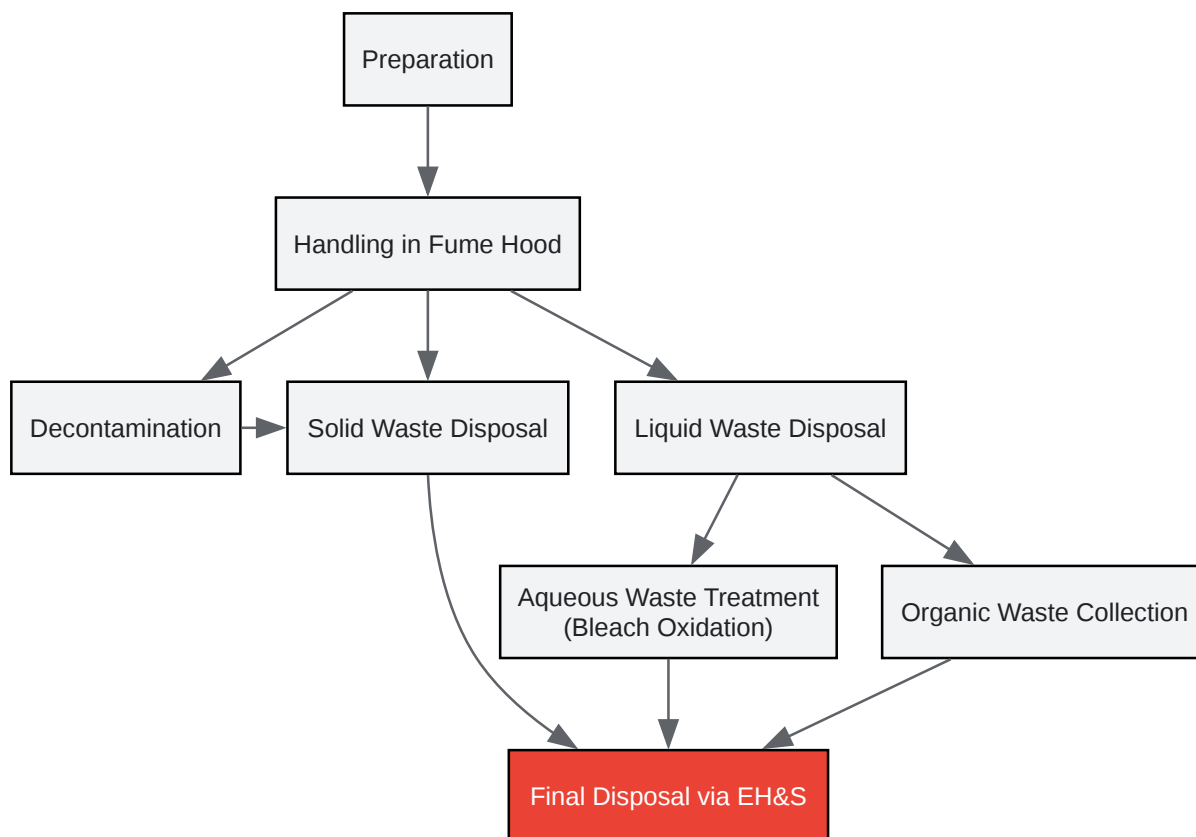 Preparation
Handling in Fume Hood
Decontamination
Solid Waste Disposal
Liquid Waste Disposal
Aqueous Waste Treatment
(Bleach Oxidation)
Organic Waste Collection
Final Disposal via EH&S